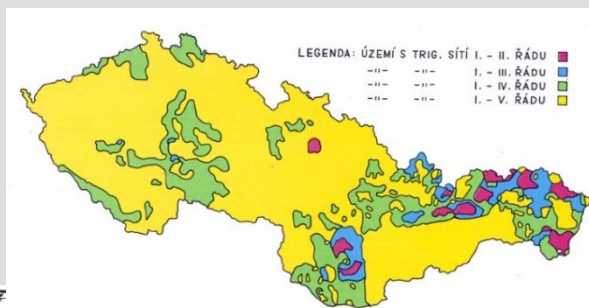 LEGENDA: ÚZEMÍ S TRIG. SÍTÍ I. - II. ŘÁDU
-"- -"- I. - III. ŘÁDU
-"- -"- I. - IV. ŘÁDU
-"- -"- I. - V. ŘÁDU